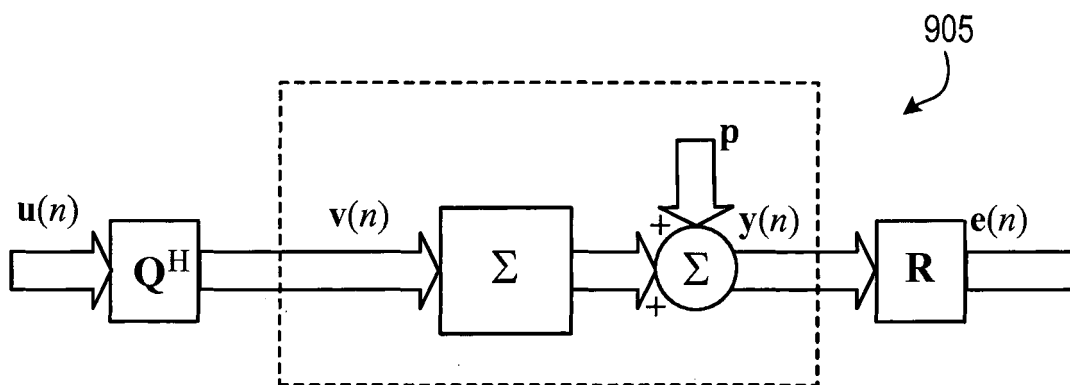 905
p
u(n)
v(n)
+
y(n)
e(n)
Q^H
Σ
Σ
R
+